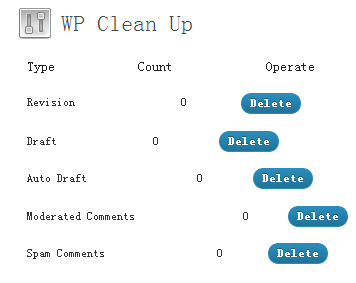 WP Clean Up
Type Count Operate
Revision 0 Delete
Draft 0 Delete
Auto Draft 0 Delete
Moderated Comments 0 Delete
Spam Comments 0 Delete